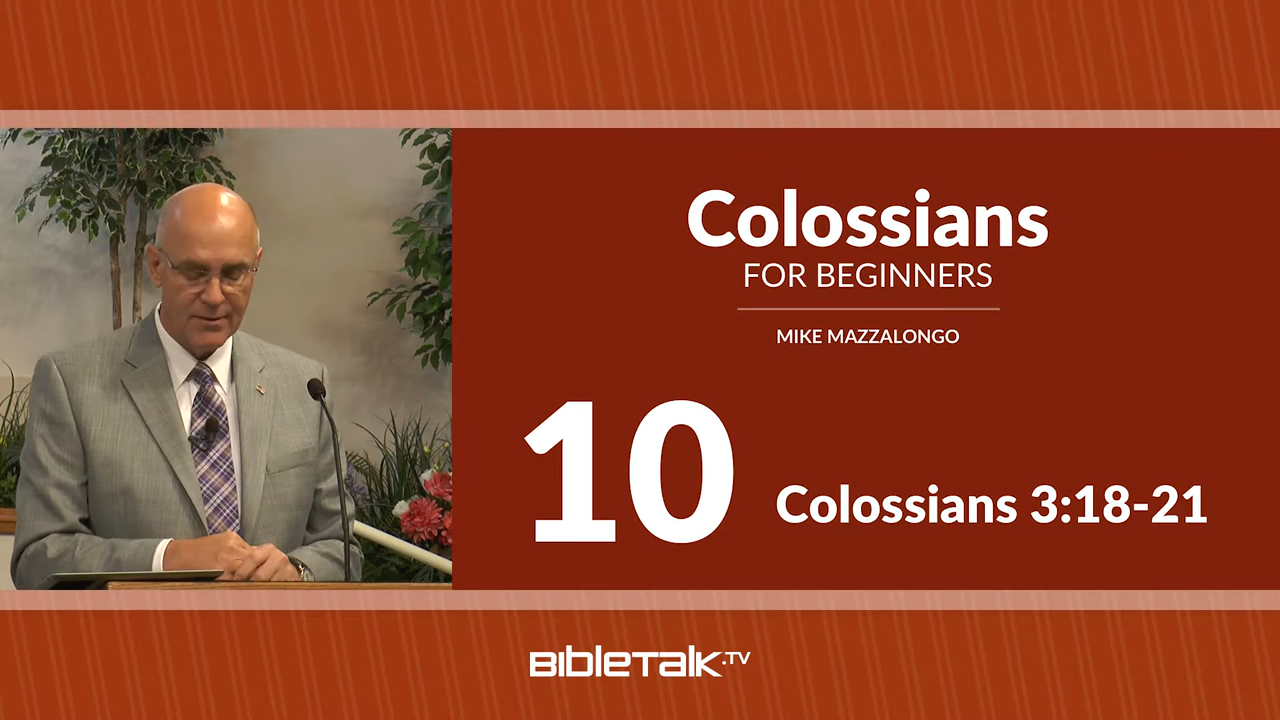 Colossians
FOR BEGINNERS
MIKE MAZZALONGO
10
Colossians 3:18-21
BIBLETALK.TV